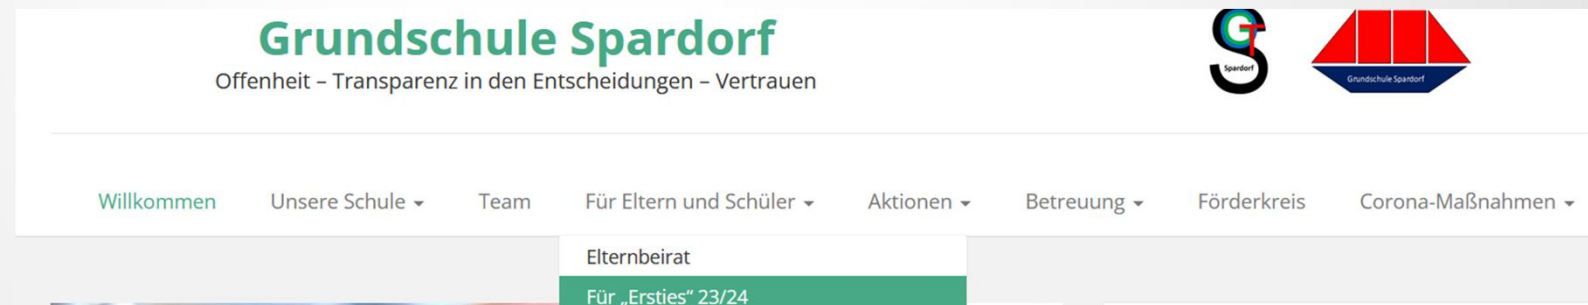 Grundschule Spardorf
Offenheit – Transparenz in den Entscheidungen – Vertrauen
GTS
Spardorf
Grundschule Spardorf
Willkommen Unsere Schule Team Für Eltern und Schüler Aktionen Betreuung Förderkreis Corona-Maßnahmen
Elternbeirat
Für „Ersties“ 23/24